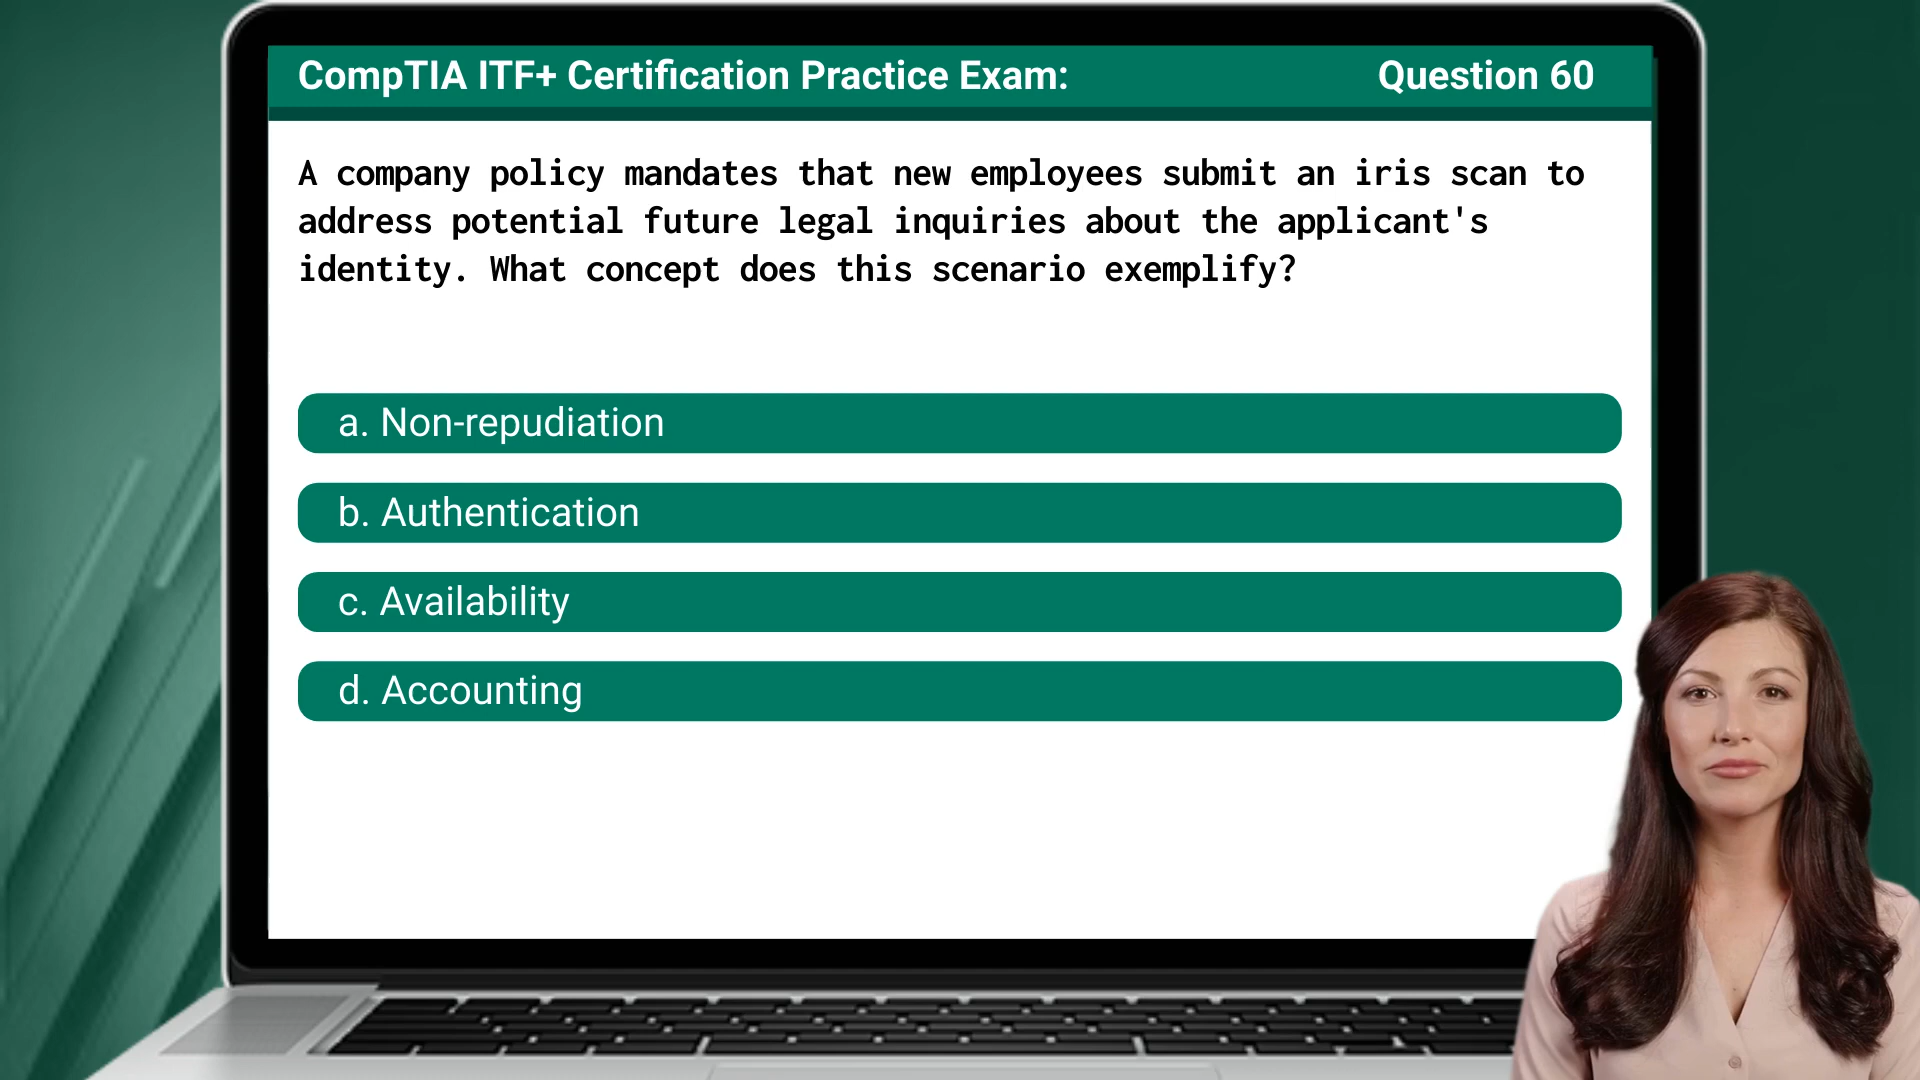 CompTIA ITF+ Certification Practice Exam:
Question 60
A company policy mandates that new employees submit an iris scan to
address potential future legal inquiries about the applicant's
identity. What concept does this scenario exemplify?
a. Non-repudiation
b. Authentication
c. Availability
d. Accounting